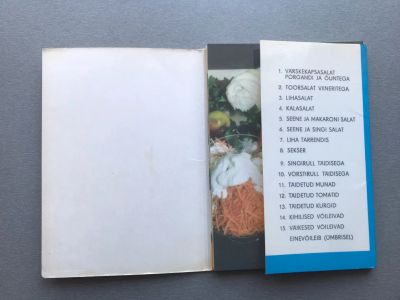 1. VÄRSKEKAPSASALAT
PORGANDI JA ÕUNTEGA
2. TOORSALAT VENERITEGA
3. LIHASALAT
4. KALASALAT
5. SEENE JA MAKARONI SALAT
6. SEENE JA SINGI SALAT
7. LIHA TARRENDIS
8. SEKSER
9. SINGIRULL TÄIDISEGA
10. VORSTIRULL TÄIDISEGA
11. TÄIDETUD MUNAD
12. TÄIDETUD TOMATID
13. TÄIDETUD KURGID
14. KIHILISED VÕILEIVAD
15. VÄIKESED VÕILEIVAD
EINEVÕILEIB (ÜMBRISEL)